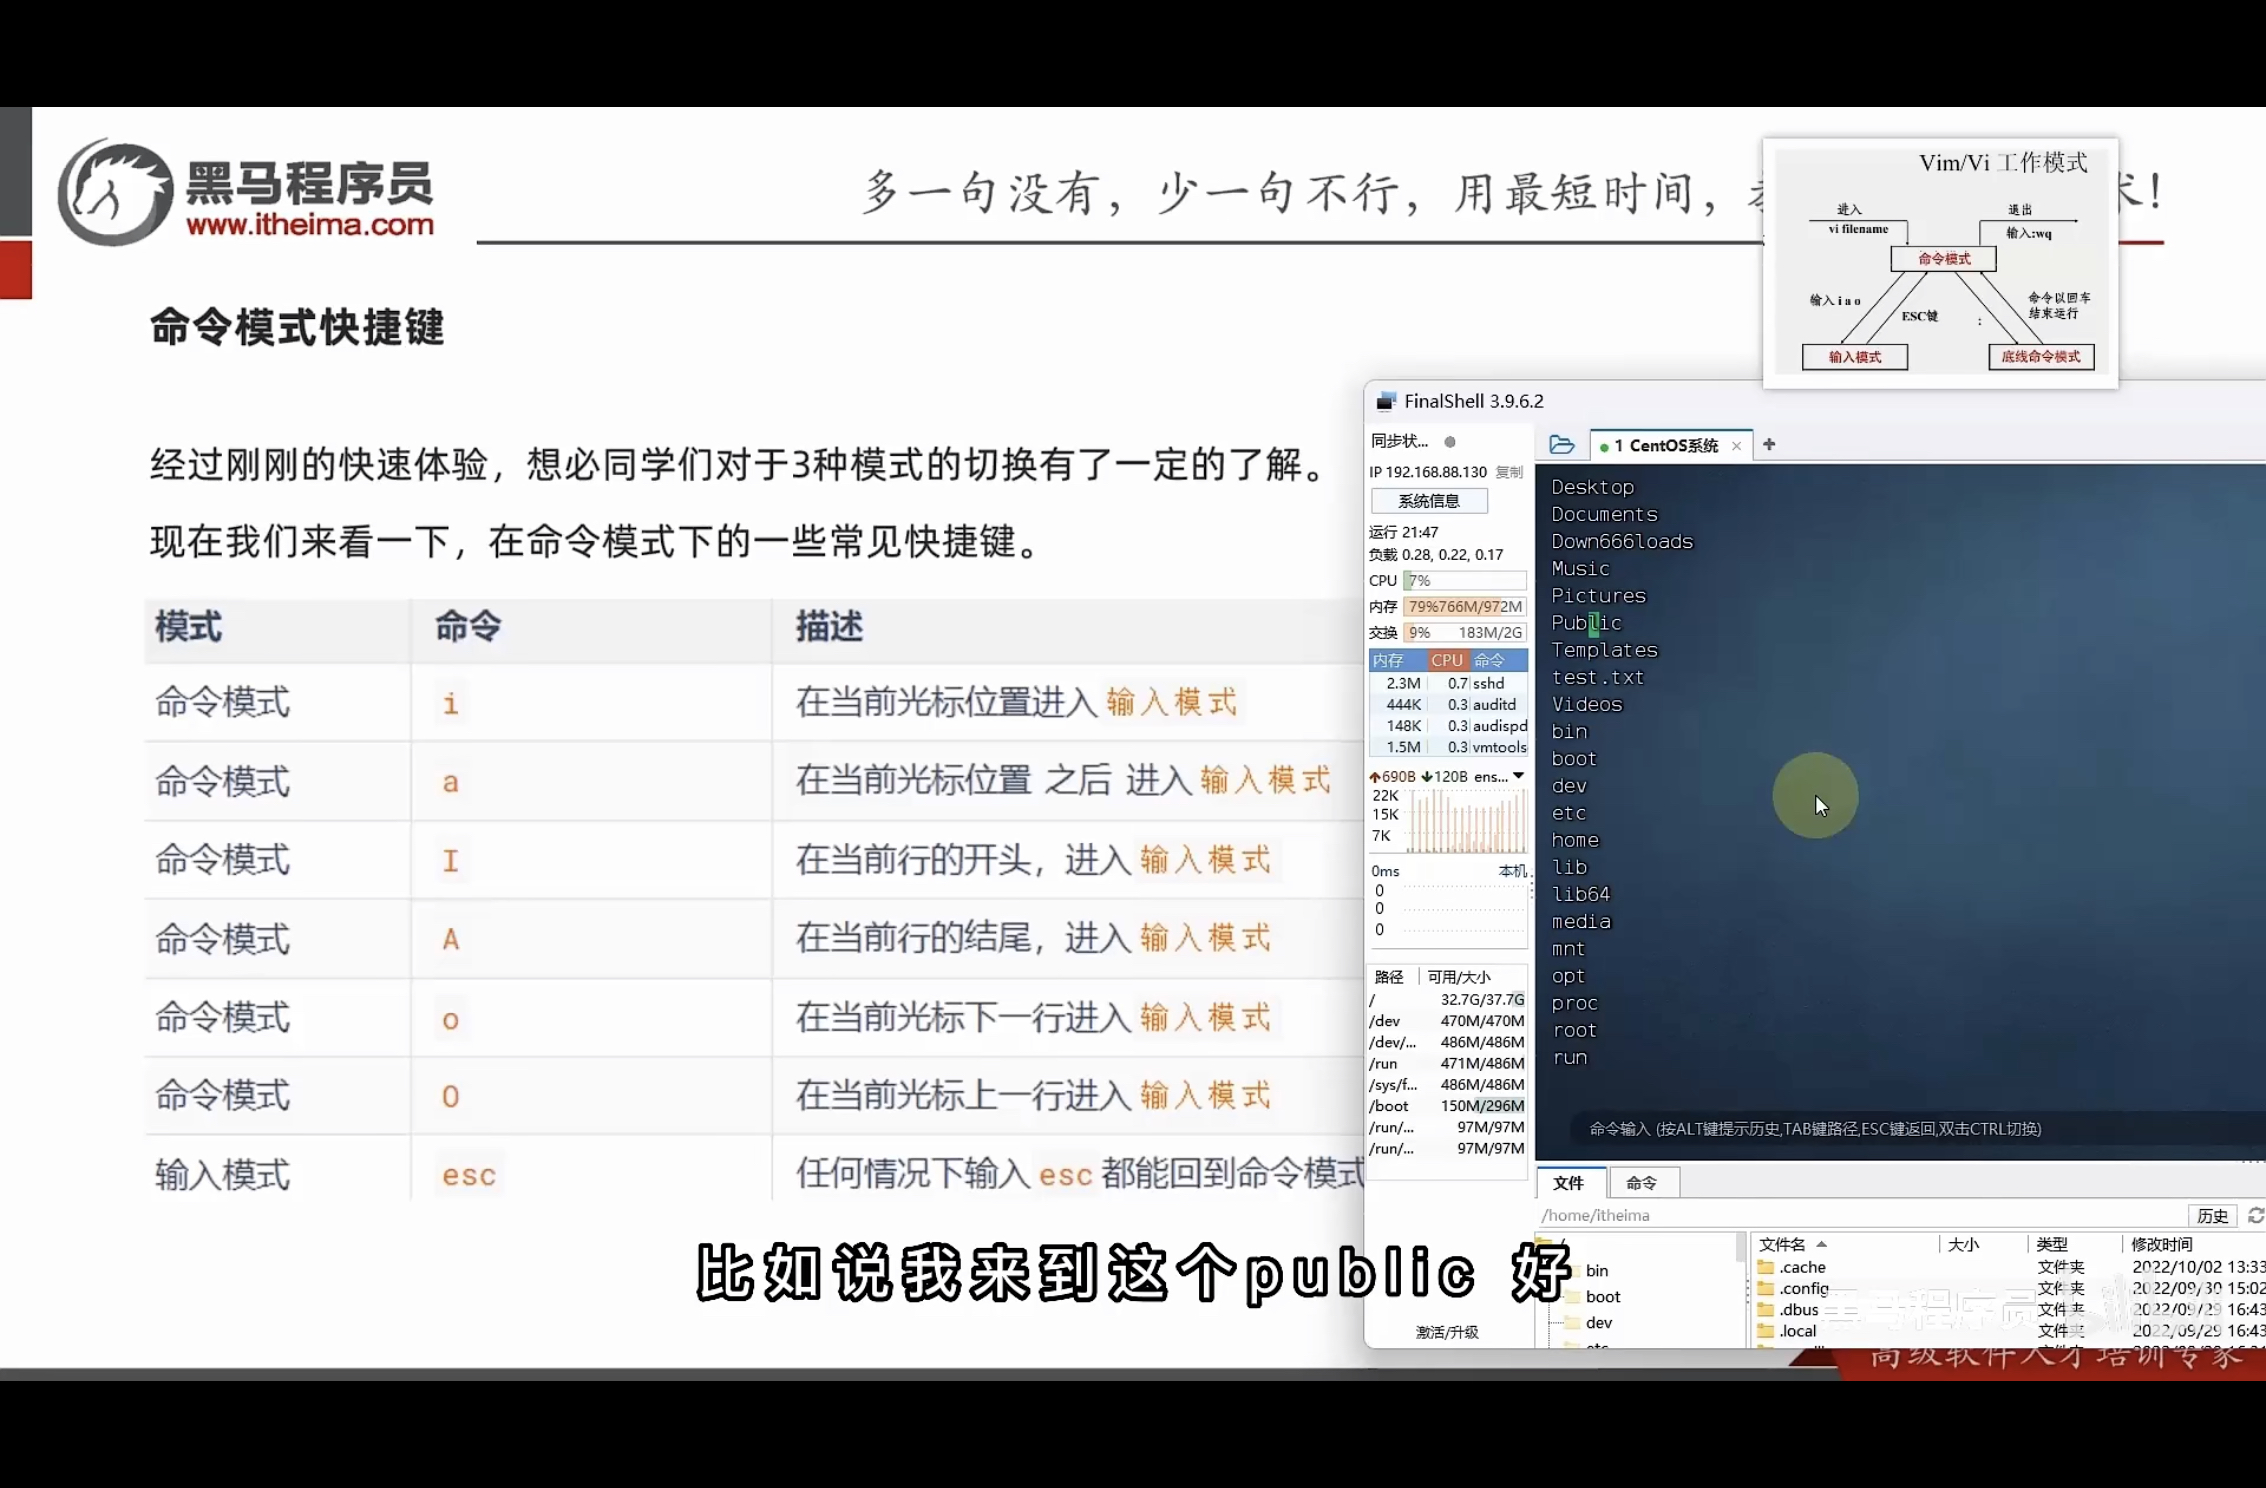 黑马程序员
www.itheima.com
多一句没有，少一句不行，用最短时间，
术！
Vim/Vi 工作模式
进入
vi filename
退出
输入:wq
命令模式
输入 i a o
ESC键
:
命令以回车
结束运行
输入模式
底线命令模式
命令模式快捷键
经过刚刚的快速体验，想必同学们对于3种模式的切换有了一定的了解。
现在我们来看一下，在命令模式下的一些常见快捷键。
模式 命令 描述
命令模式 i 在当前光标位置进入 输入模式
命令模式 a 在当前光标位置 之后 进入 输入模式
命令模式 I 在当前行的开头，进入 输入模式
命令模式 A 在当前行的结尾，进入 输入模式
命令模式 o 在当前光标下一行进入 输入模式
命令模式 O 在当前光标上一行进入 输入模式
输入模式 esc 任何情况下输入 esc 都能回到命令模式
FinalShell 3.9.6.2
同步状...
IP 192.168.88.130 复制
系统信息
运行 21:47
负载 0.28, 0.22, 0.17
CPU 7%
内存 79% 766M/972M
交换 9% 183M/2G
内存 CPU 命令
2.3M 0.7 sshd
444K 0.3 auditd
148K 0.3 audispd
1.5M 0.3 vmtools
690B 120B ens...
22K
15K
7K
0ms 本机
0
0
0
路径 可用/大小
/ 32.7G/37.7G
/dev 470M/470M
/dev/... 486M/486M
/run 471M/486M
/sys/f... 486M/486M
/boot 150M/296M
/run/... 97M/97M
/run/... 97M/97M
激活/升级
1 CentOS系统 × +
Desktop
Documents
Down666loads
Music
Pictures
Public
Templates
test.txt
Videos
bin
boot
dev
etc
home
lib
lib64
media
mnt
opt
proc
root
run
命令输入 (按ALT键提示历史,TAB键路径,ESC键返回,双击CTRL切换)
文件 命令
/home/itheima 历史
/
bin
boot
dev
etc
文件名 大小 类型 修改时间
.cache 文件夹 2022/10/02 13:33
.config 文件夹 2022/09/30 15:02
.dbus 文件夹 2022/09/29 16:43
.local 文件夹 2022/09/29 16:43
黑马程序员
高级软件人才培训专家
比如说我来到这个public 好